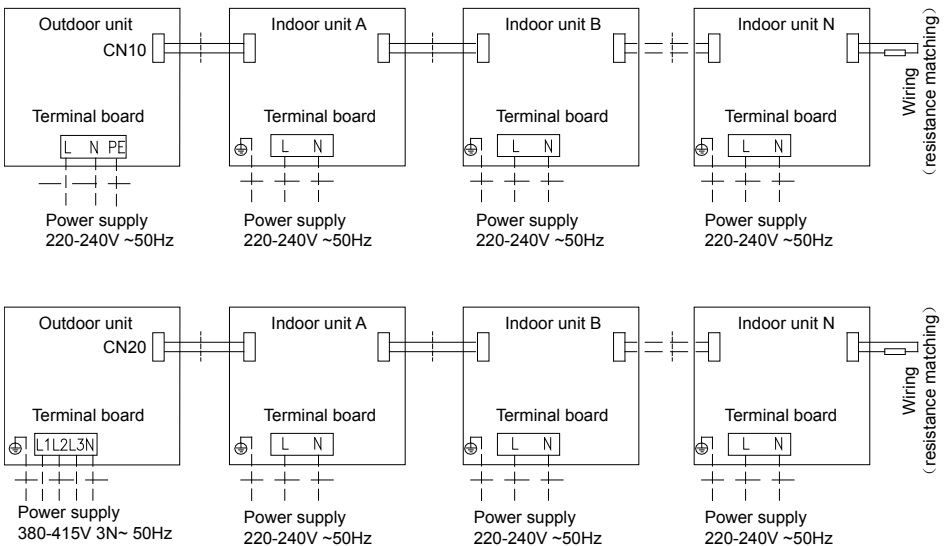 Outdoor unit
CN10
Terminal board
L N PE
Power supply
220-240V ~50Hz
Indoor unit A
Terminal board
L N
Power supply
220-240V ~50Hz
Indoor unit B
Terminal board
L N
Power supply
220-240V ~50Hz
Indoor unit N
Terminal board
L N
Power supply
220-240V ~50Hz
Wiring
(resistance matching)
Outdoor unit
CN20
Terminal board
L1L2L3N
Power supply
380-415V 3N~ 50Hz
Indoor unit A
Terminal board
L N
Power supply
220-240V ~50Hz
Indoor unit B
Terminal board
L N
Power supply
220-240V ~50Hz
Indoor unit N
Terminal board
L N
Power supply
220-240V ~50Hz
Wiring
(resistance matching)